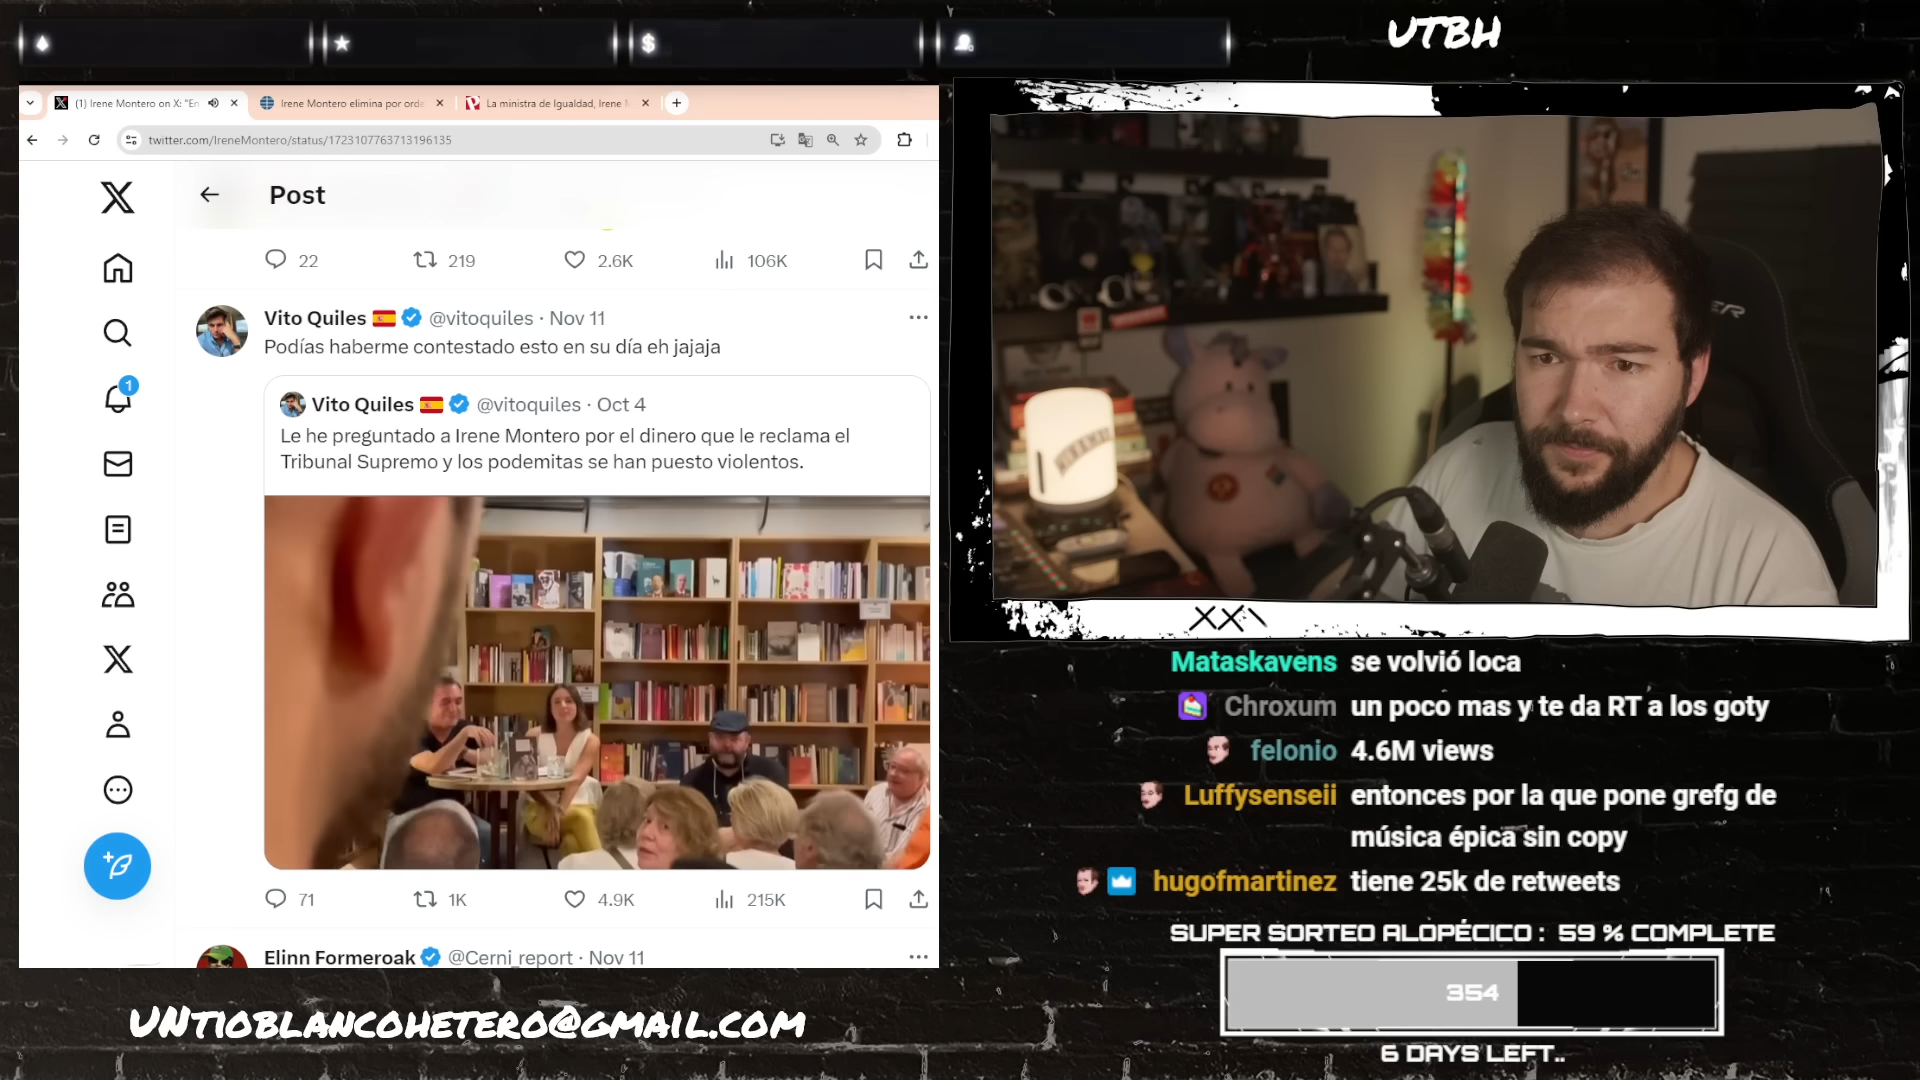 UTBH
(1) Irene Montero on X: "En
Irene Montero elimina por orde
La ministra de Igualdad, Irene M
twitter.com/IreneMontero/status/1723107763713196135
Post
22 219 2.6K 106K
Vito Quiles @vitoquiles · Nov 11
Podías haberme contestado esto en su día eh jajaja
1
Vito Quiles @vitoquiles · Oct 4
Le he preguntado a Irene Montero por el dinero que le reclama el
Tribunal Supremo y los podemitas se han puesto violentos.
71 1K 4.9K 215K
Elinn Formeroak @Cerni_report · Nov 11
Mataskavens se volvió loca
Chroxum un poco mas y te da RT a los goty
felonio 4.6M views
Luffysenseii entonces por la que pone grefg de
música épica sin copy
hugofmartinez tiene 25k de retweets
SUPER SORTEO ALOPÉCICO : 59 % COMPLETE
354
6 DAYS LEFT..
UNTIOBLANCOHETERO@GMAIL.COM